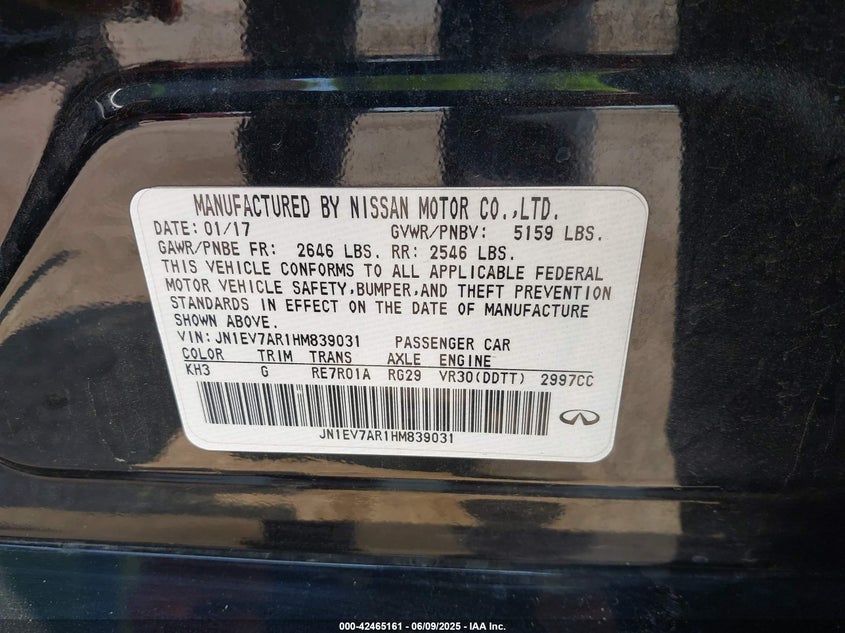 MANUFACTURED BY NISSAN MOTOR CO.,LTD.
DATE: 01/17 GVWR/PNBV: 5159 LBS.
GAWR/PNBE FR: 2646 LBS. RR: 2546 LBS.
THIS VEHICLE CONFORMS TO ALL APPLICABLE FEDERAL
MOTOR VEHICLE SAFETY,BUMPER,AND THEFT PREVENTION
STANDARDS IN EFFECT ON THE DATE OF MANUFACTURE
SHOWN ABOVE.
VIN: JN1EV7AR1HM839031 PASSENGER CAR
COLOR TRIM TRANS AXLE ENGINE
KH3 G RE7R01A RG29 VR30(DDTT) 2997CC
JN1EV7AR1HM839031
000-42465161 - 06/09/2025 - IAA Inc.